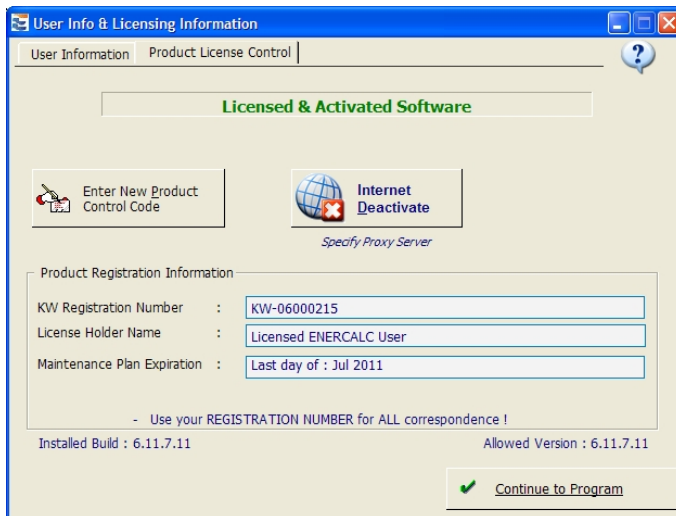 User Info & Licensing Information
User Information
Product License Control
Licensed & Activated Software
Enter New Product
Control Code
Internet
Deactivate
Specify Proxy Server
Product Registration Information
KW Registration Number : KW-06000215
License Holder Name : Licensed ENERCALC User
Maintenance Plan Expiration : Last day of : Jul 2011
- Use your REGISTRATION NUMBER for ALL correspondence !
Installed Build : 6.11.7.11
Allowed Version : 6.11.7.11
Continue to Program